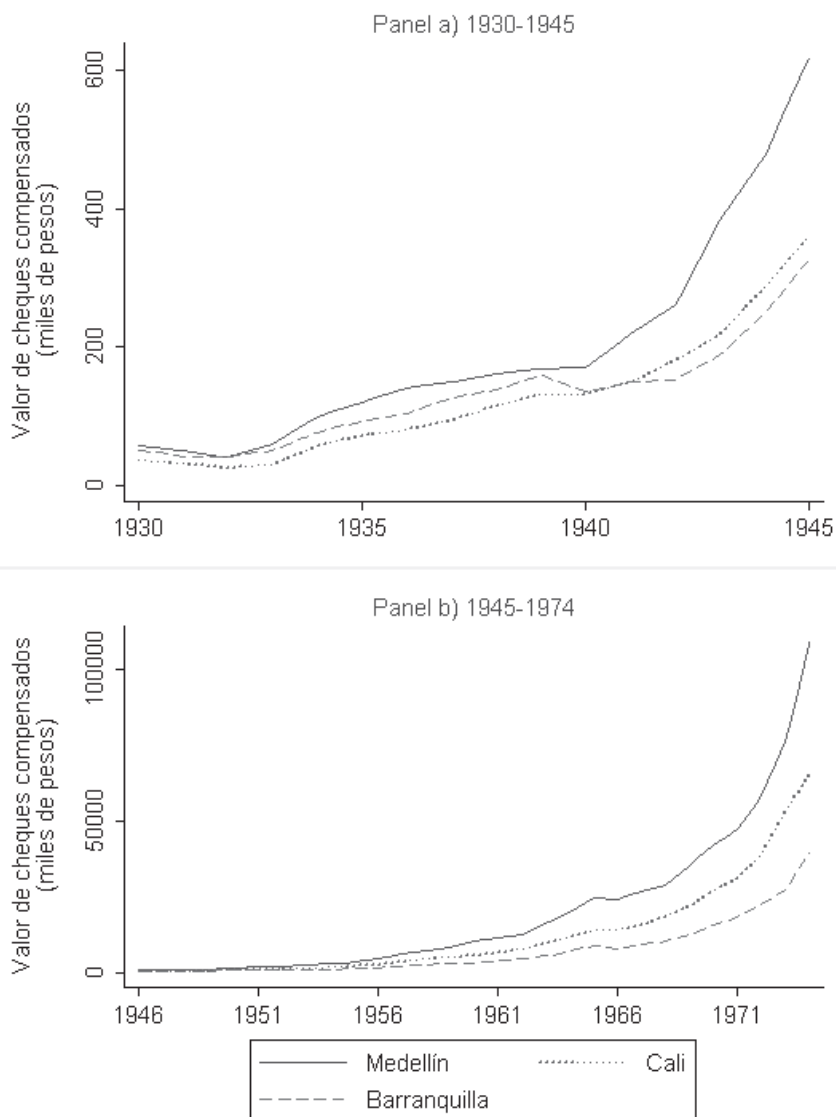 Panel a) 1930-1945
Valor de cheques compensados
(miles de pesos)
600
400
200
0
1930 1935 1940 1945
Panel b) 1945-1974
Valor de cheques compensados
(miles de pesos)
100000
50000
0
1946 1951 1956 1961 1966 1971
Medellín Cali
Barranquilla